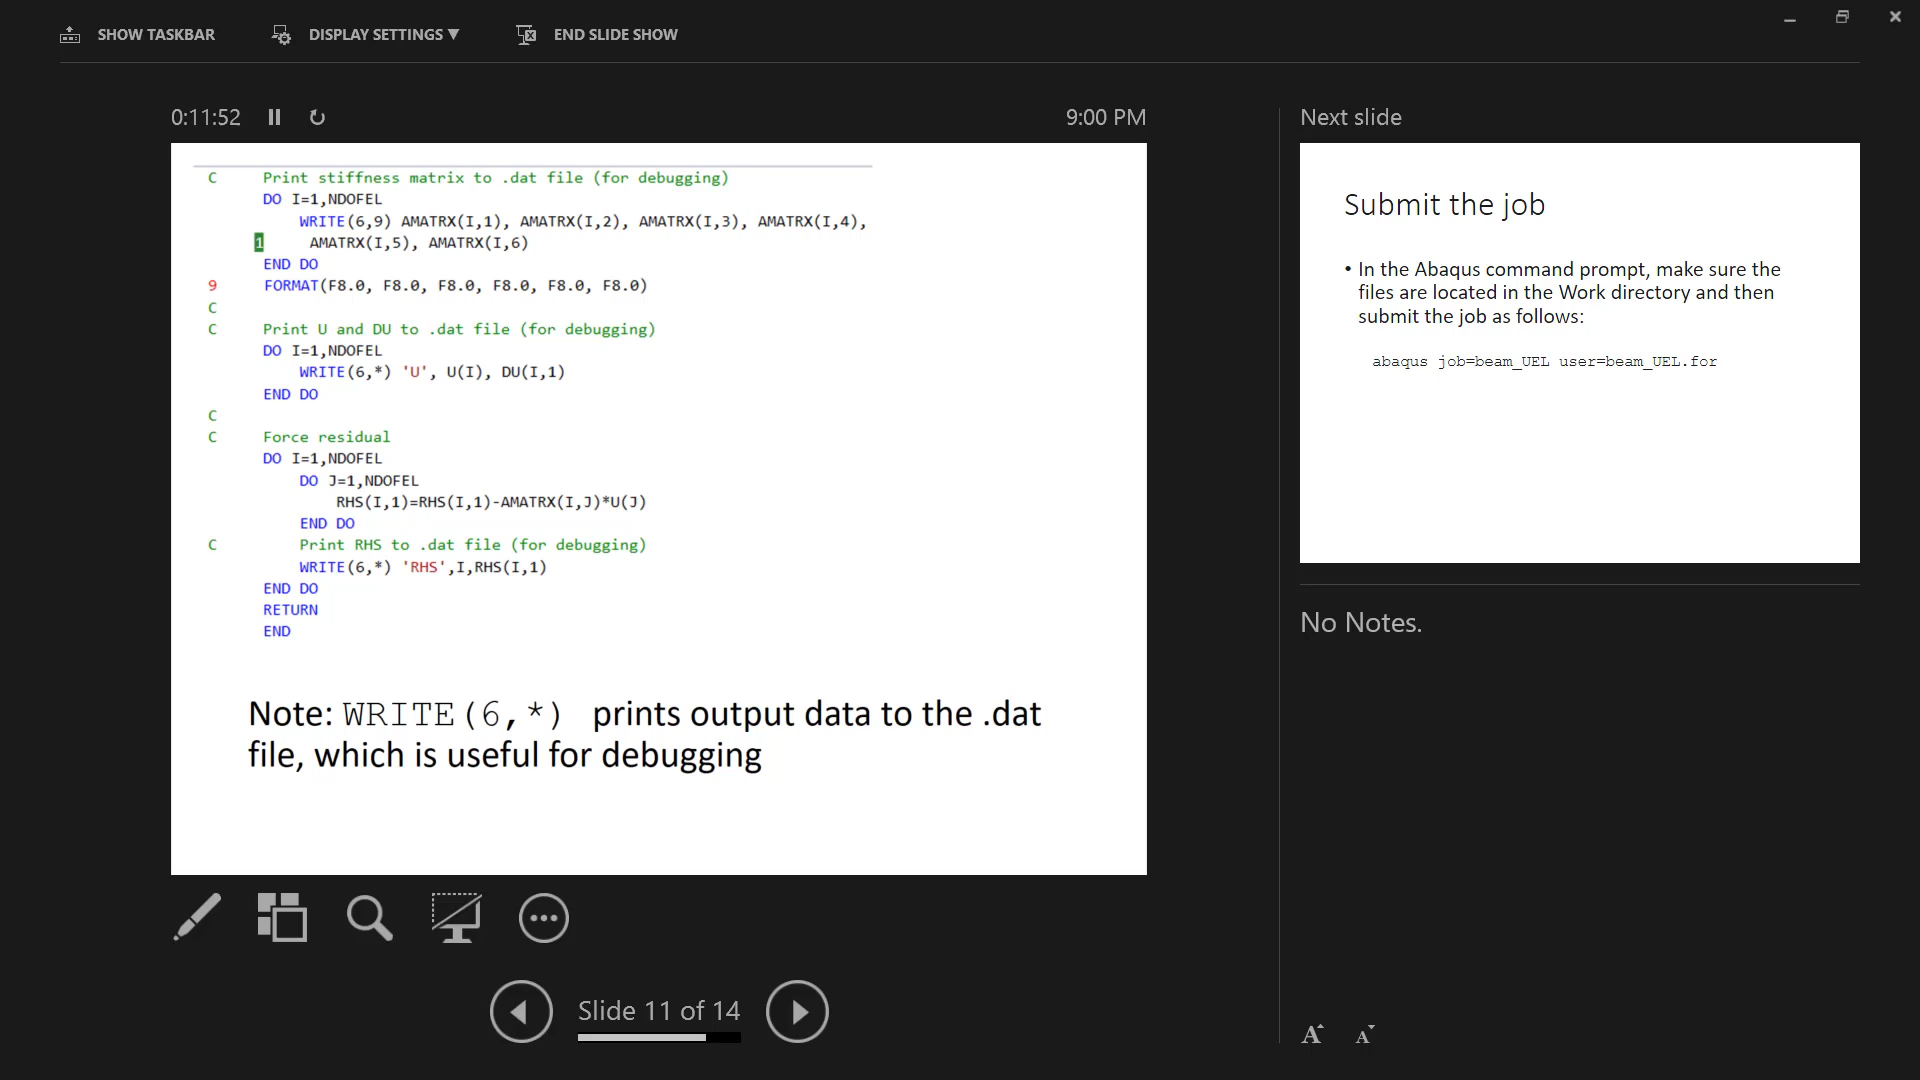 SHOW TASKBAR DISPLAY SETTINGS ▼ END SLIDE SHOW
0:11:52 9:00 PM
C Print stiffness matrix to .dat file (for debugging)
DO I=1,NDOFEL
WRITE(6,9) AMATRX(I,1), AMATRX(I,2), AMATRX(I,3), AMATRX(I,4),
1 AMATRX(I,5), AMATRX(I,6)
END DO
9 FORMAT(F8.0, F8.0, F8.0, F8.0, F8.0, F8.0)
C
C Print U and DU to .dat file (for debugging)
DO I=1,NDOFEL
WRITE(6,*) 'U', U(I), DU(I,1)
END DO
C
C Force residual
DO I=1,NDOFEL
DO J=1,NDOFEL
RHS(I,1)=RHS(I,1)-AMATRX(I,J)*U(J)
END DO
C Print RHS to .dat file (for debugging)
WRITE(6,*) 'RHS',I,RHS(I,1)
END DO
RETURN
END
Note: WRITE(6,*) prints output data to the .dat
file, which is useful for debugging
Slide 11 of 14
Next slide
Submit the job
• In the Abaqus command prompt, make sure the
files are located in the Work directory and then
submit the job as follows:
abaqus job=beam_UEL user=beam_UEL.for
No Notes.
A A